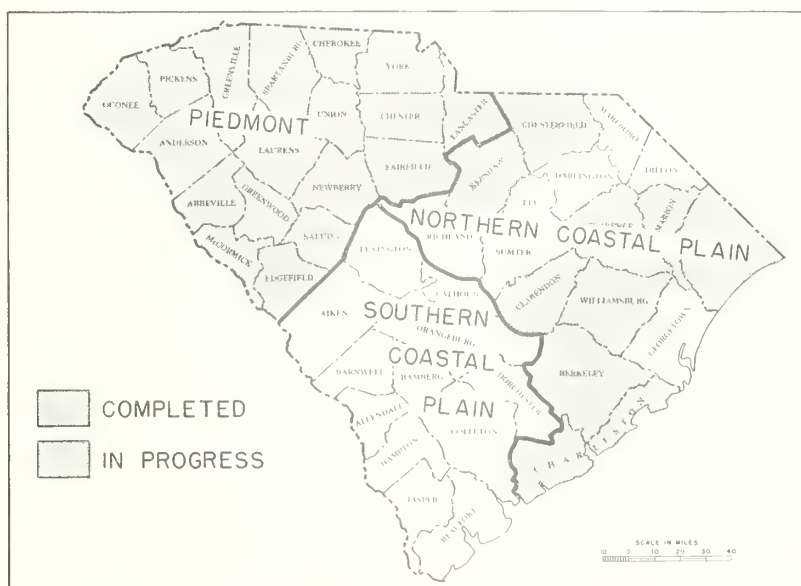 CHEROKEE
YORK
SPARTANBURG
GREENVILLE
PICKENS
OCONEE
UNION
CHESTER
LANCASTER
CHESTERFIELD
MARLBORO
PIEDMONT
ANDERSON
LAURENS
FAIRFIELD
KERSHAW
DARLINGTON
DILLON
NEWBERRY
ABBEVILLE
GREENWOOD
LEE
MARION
SALUDA
McCORMICK
NORTHERN COASTAL PLAIN
LEXINGTON
RICHLAND
SUMTER
EDGEFIELD
CALHOUN
CLARENDON
WILLIAMSBURG
AIKEN
SOUTHERN
ORANGEBURG
GEORGETOWN
COASTAL
BARNWELL
BAMBERG
DORCHESTER
BERKELEY
PLAIN
ALLENDALE
COLLETON
HAMPTON
CHARLESTON
JASPER
BEAUFORT
COMPLETED
IN PROGRESS
SCALE IN MILES
10 0 10 20 30 40